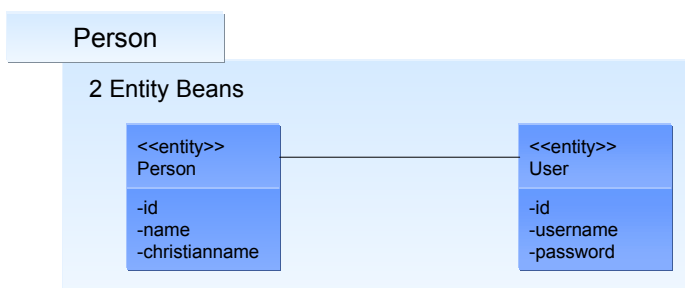 Person
2 Entity Beans
<<entity>>
Person
-id
-name
-christianname
<<entity>>
User
-id
-username
-password